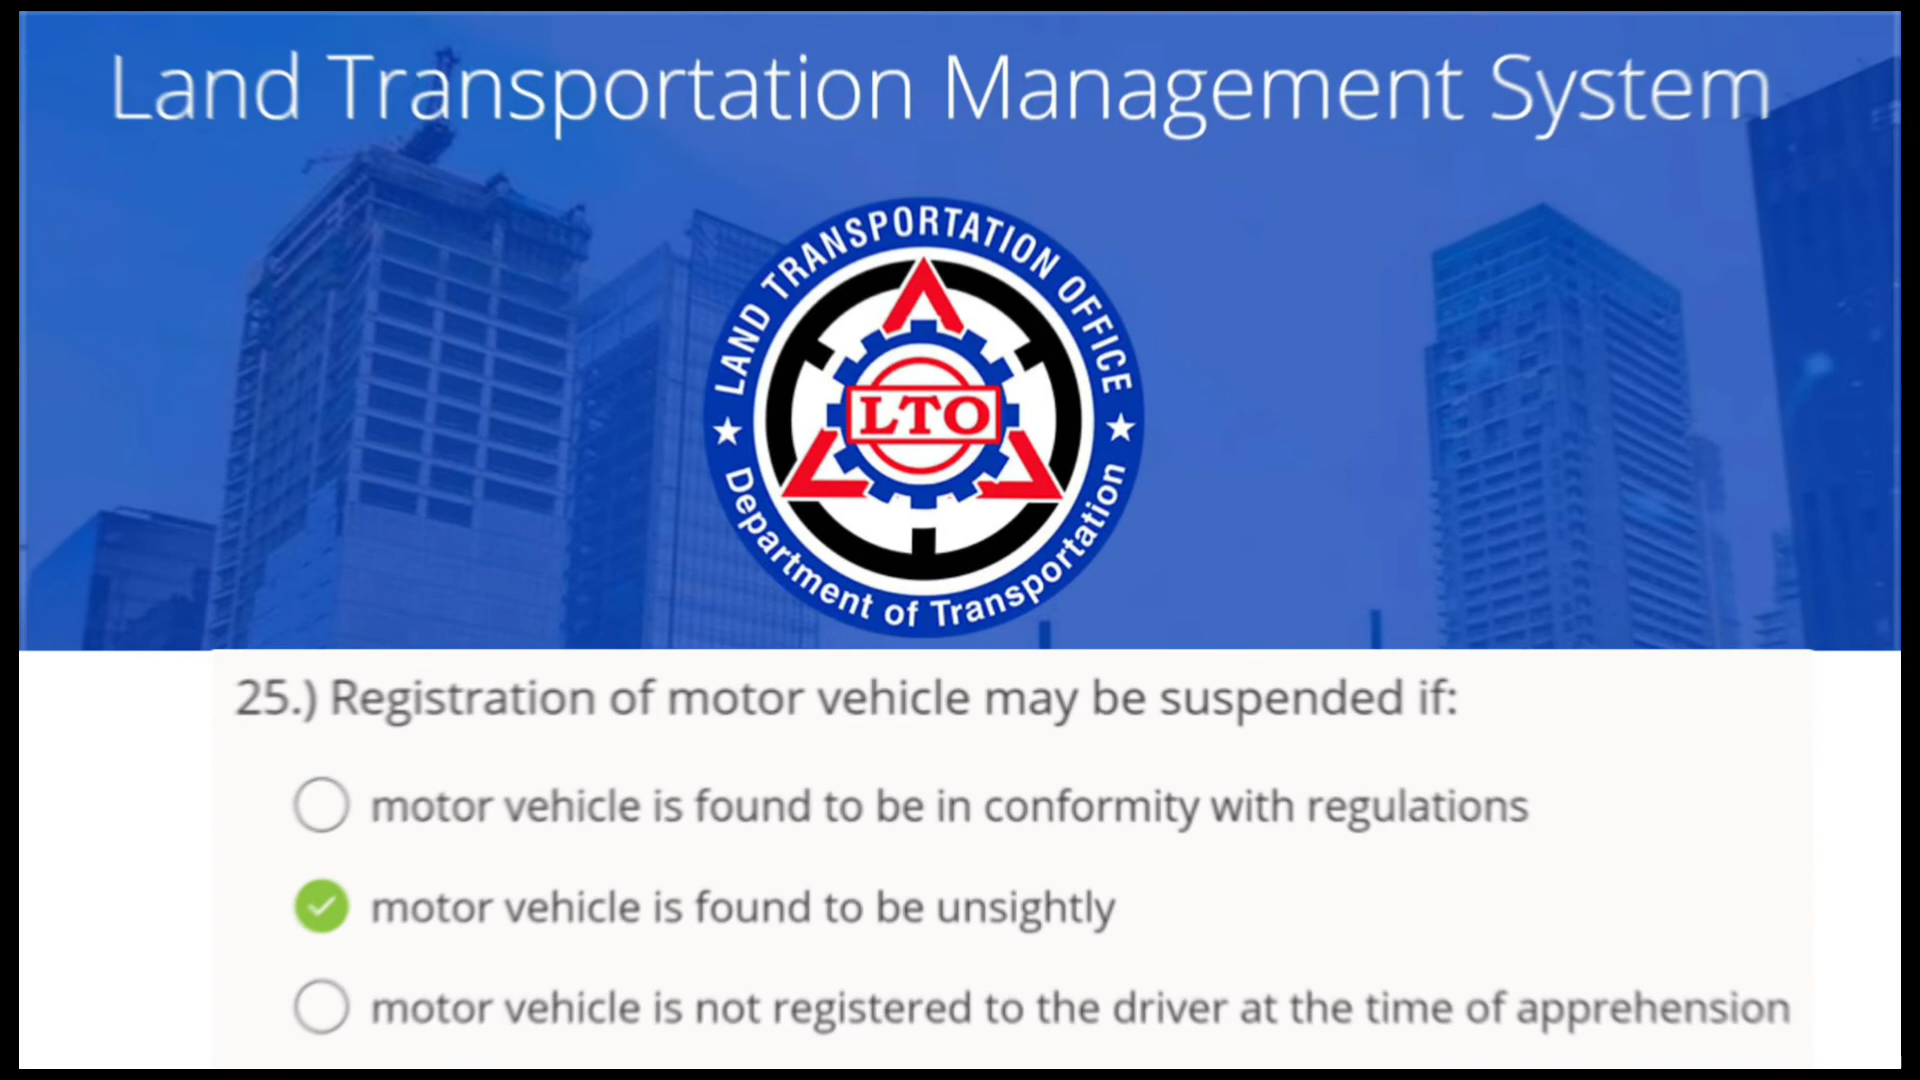 Land Transportation Management System
LAND TRANSPORTATION OFFICE
LTO
Department of Transportation
25.) Registration of motor vehicle may be suspended if:
motor vehicle is found to be in conformity with regulations
motor vehicle is found to be unsightly
motor vehicle is not registered to the driver at the time of apprehension